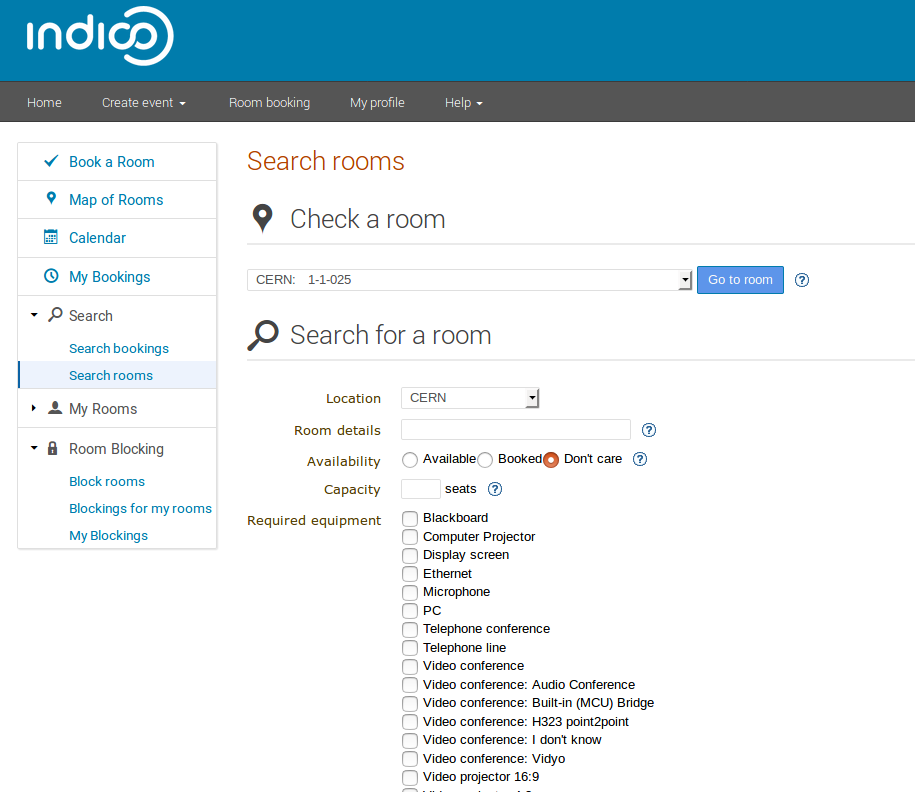 indico
Home Create event Room booking My profile Help
Book a Room
Map of Rooms
Calendar
My Bookings
Search
Search bookings
Search rooms
My Rooms
Room Blocking
Block rooms
Blockings for my rooms
My Blockings
Search rooms
Check a room
CERN: 1-1-025 Go to room ?
Search for a room
Location CERN
Room details ?
Availability Available Booked Don't care ?
Capacity seats ?
Required equipment Blackboard
Computer Projector
Display screen
Ethernet
Microphone
PC
Telephone conference
Telephone line
Video conference
Video conference: Audio Conference
Video conference: Built-in (MCU) Bridge
Video conference: H323 point2point
Video conference: I don't know
Video conference: Vidyo
Video projector 16:9